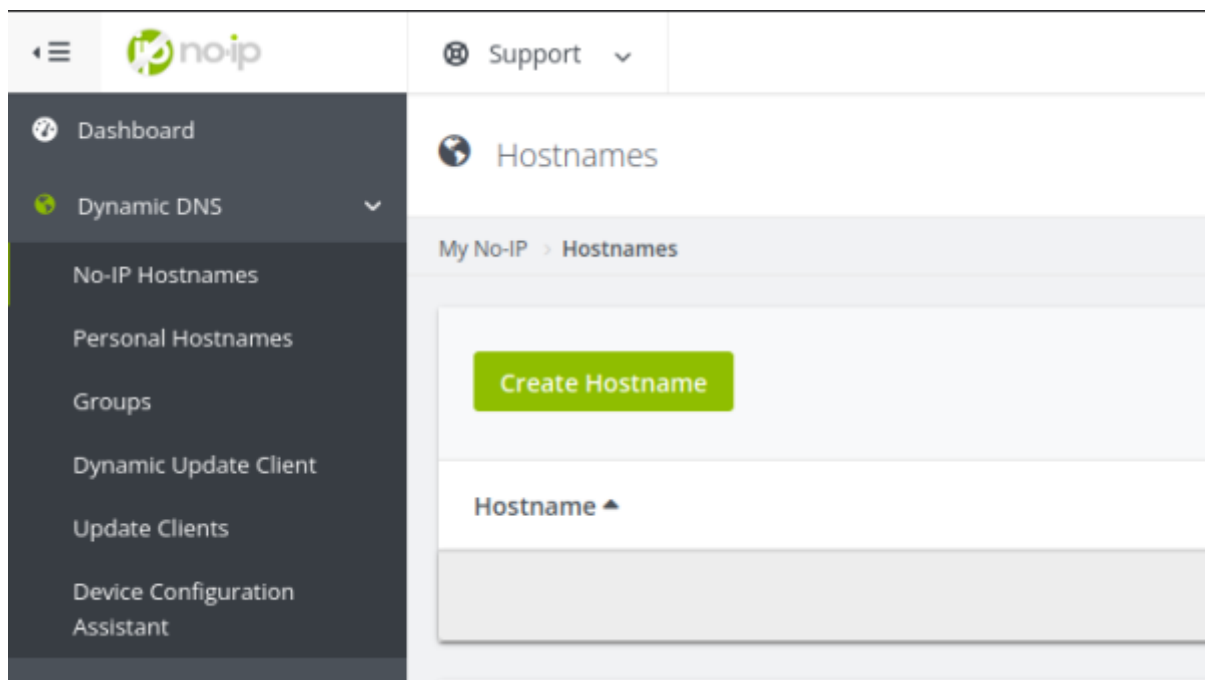 no-ip
Support
Dashboard
Dynamic DNS
No-IP Hostnames
Personal Hostnames
Groups
Dynamic Update Client
Update Clients
Device Configuration
Assistant
Hostnames
My No-IP > Hostnames
Create Hostname
Hostname